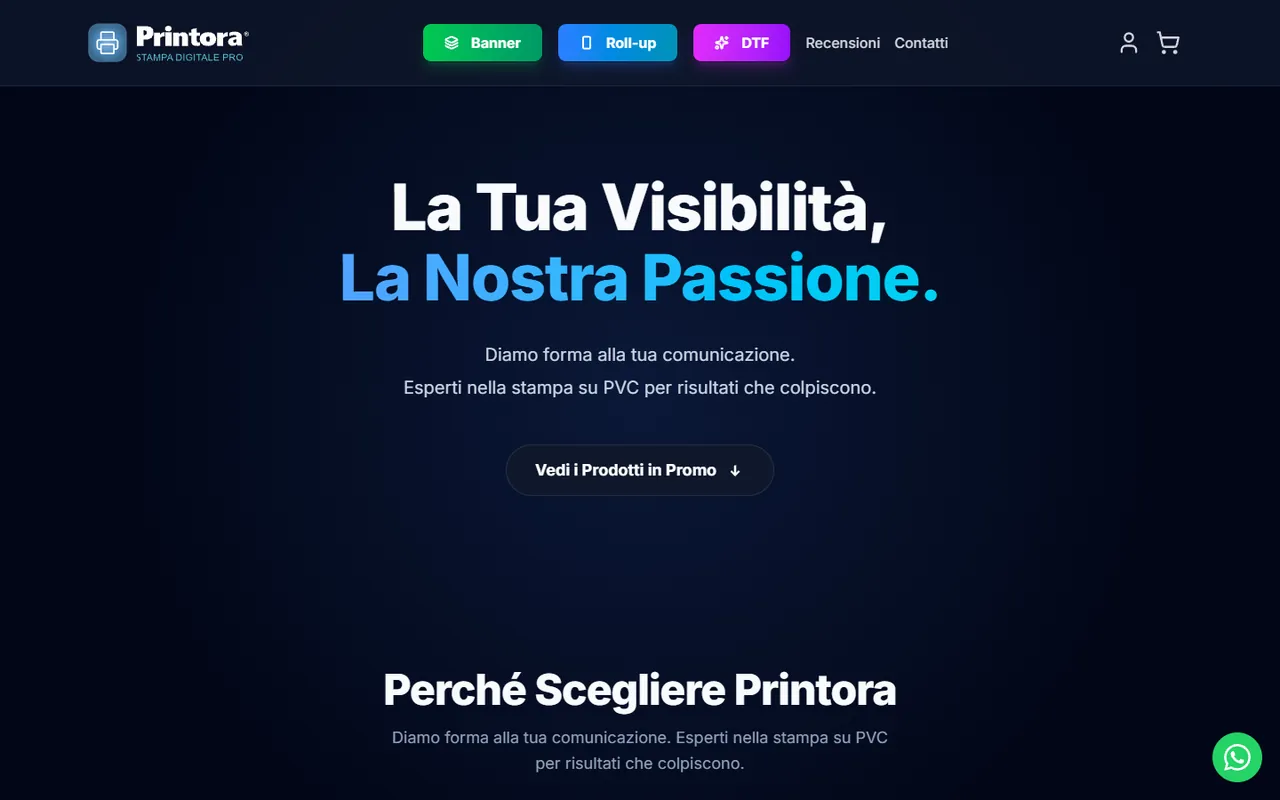 Printora®
STAMPA DIGITALE PRO
Banner
Roll-up
DTF
Recensioni
Contatti
La Tua Visibilità,
La Nostra Passione.
Diamo forma alla tua comunicazione.
Esperti nella stampa su PVC per risultati che colpiscono.
Vedi i Prodotti in Promo ↓
Perché Scegliere Printora
Diamo forma alla tua comunicazione. Esperti nella stampa su PVC
per risultati che colpiscono.